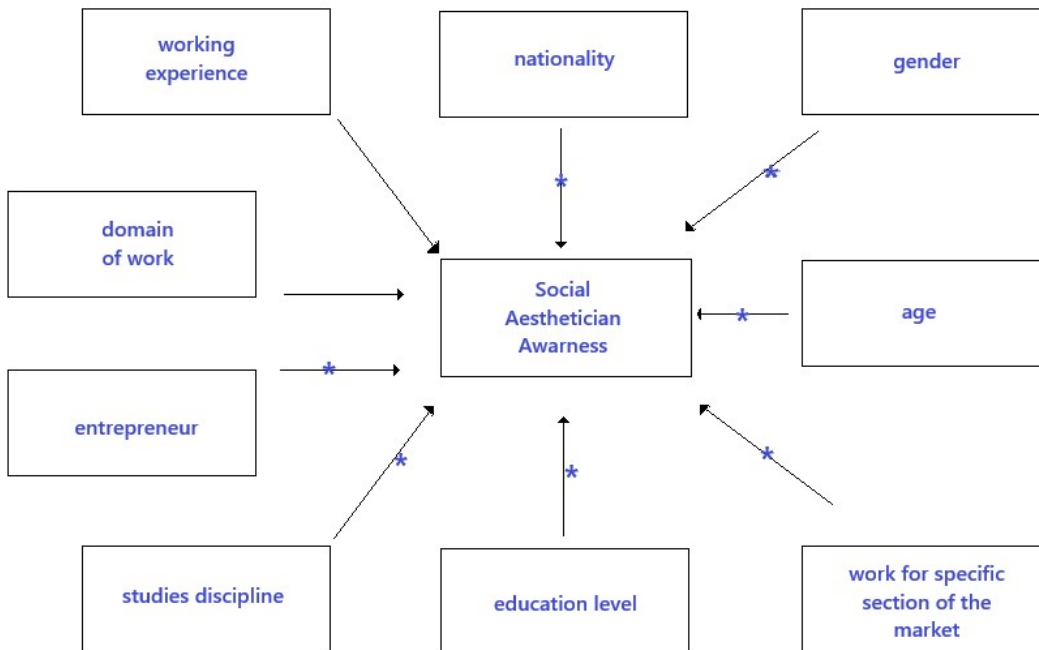 working
experience
nationality
gender
*
*
domain
of work
Social
Aesthetician
Awarness
*
age
*
entrepreneur
*
*
*
studies discipline
education level
work for specific
section of the
market